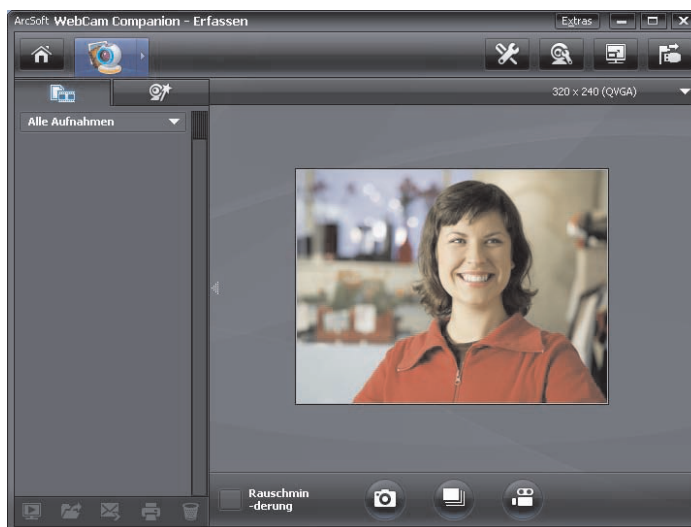 ArcSoft WebCam Companion - Erfassen
Extras
320 x 240 (QVGA)
Alle Aufnahmen
Rauschmin
-derung